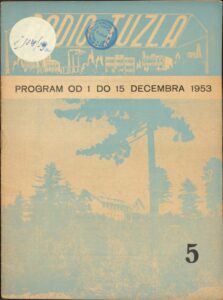 RADIO TUZLA
PROGRAM OD 1 DO 15 DECEMBRA 1953
5